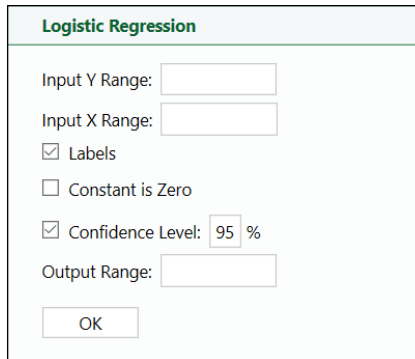 Logistic Regression
Input Y Range:
Input X Range:
Labels
Constant is Zero
Confidence Level: 95 %
Output Range:
OK